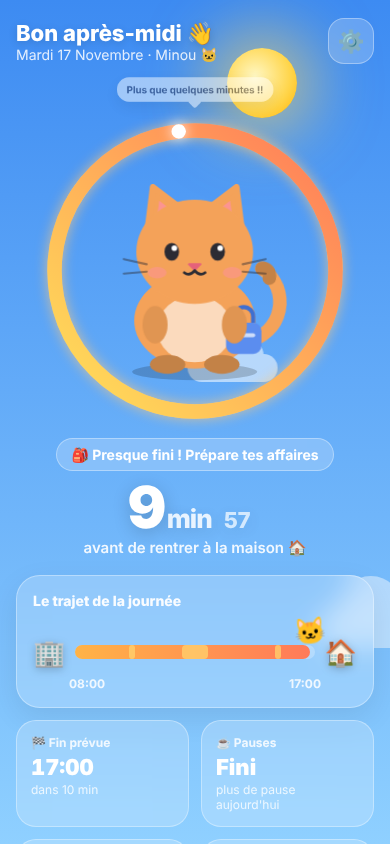 Bon après-midi 👋
Mardi 17 Novembre · Minou 🐱
Plus que quelques minutes !!
🎒 Presque fini ! Prépare tes affaires
9min 57
avant de rentrer à la maison 🏠
Le trajet de la journée
08:00 17:00
🏁 Fin prévue
17:00
dans 10 min
☕ Pauses
Fini
plus de pause
aujourd'hui